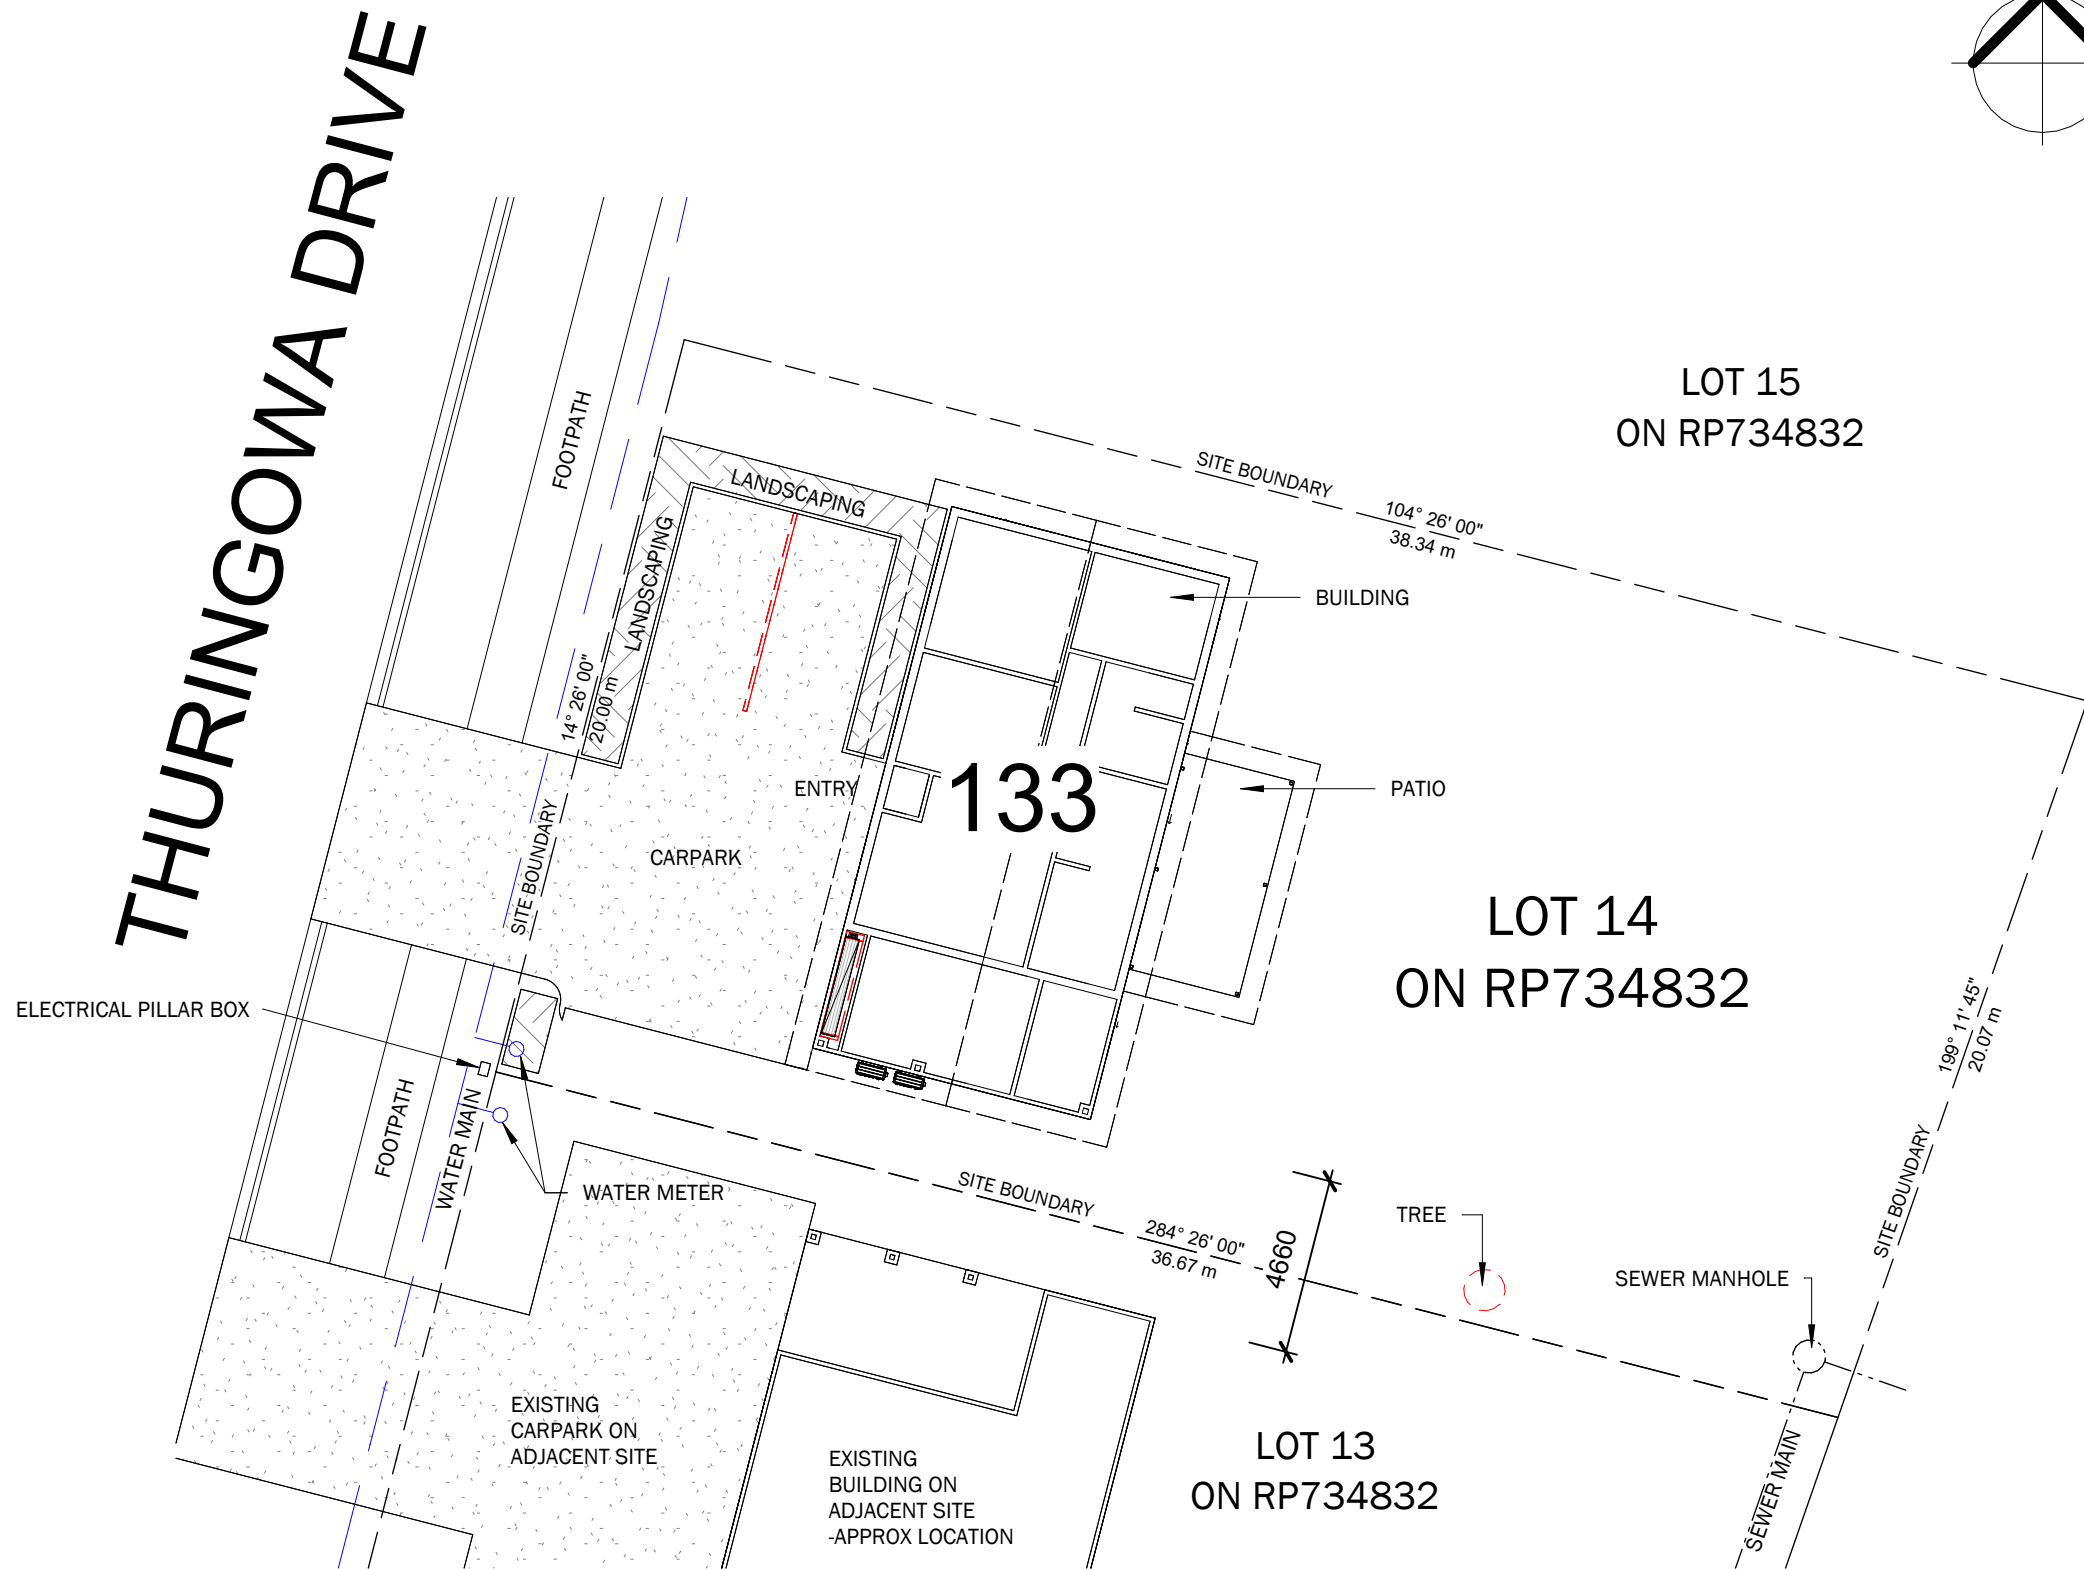 THURINGOWA DRIVE
FOOTPATH
LANDSCAPING
LANDSCAPING
SITE BOUNDARY
104° 26' 00"
38.34 m
LOT 15
ON RP734832
BUILDING
14° 26' 00"
20.00 m
ENTRY
133
PATIO
CARPARK
SITE BOUNDARY
LOT 14
ON RP734832
ELECTRICAL PILLAR BOX
199° 11' 45"
20.07 m
FOOTPATH
WATER MAIN
WATER METER
SITE BOUNDARY
284° 26' 00"
36.67 m
4660
TREE
SITE BOUNDARY
SEWER MANHOLE
EXISTING
CARPARK ON
ADJACENT SITE
EXISTING
BUILDING ON
ADJACENT SITE
-APPROX LOCATION
LOT 13
ON RP734832
SEWER MAIN